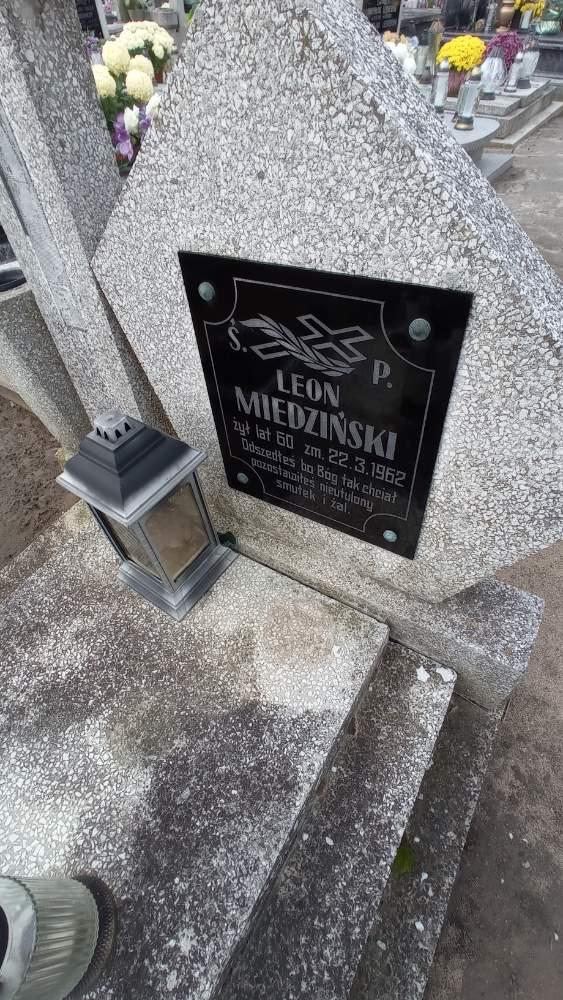 Ś. P.
LEON
MIEDZIŃSKI
żył lat 60 zm. 22.3.1962
Odszedłeś bo Bóg tak chciał
pozostawiłeś nieutulony
smutek i żal.